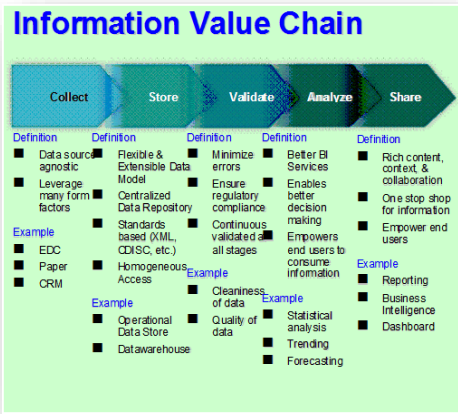 Information Value Chain
Collect
Store
Validate
Analyze
Share
Definition
Data source
agnostic
Leverage
many form
factors
Example
EDC
Paper
CRM
Definition
Flexible &
Extensible Data
Model
Centralized
Data Repository
Standards
based (XML,
CDISC, etc.)
Homogeneous
Access
Example
Operational
Data Store
Datawarehouse
Definition
Minimize
errors
Ensure
regulatory
compliance
Continuous
validated a
all stages
Example
Cleaniness
of data
Quality of
data
Definition
Better BI
Services
Enables
better
decision
making
Empowers
end users to
consume
information
Example
Statistical
analysis
Trending
Forecasting
Definition
Rich content,
context, &
collaboration
One stop shop
for information
Empower end
users
Example
Reporting
Business
Intelligence
Dashboard